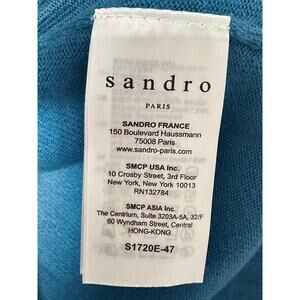 sandro
PARIS
SANDRO FRANCE
150 Boulevard Haussmann
75008 Paris
www.sandro-paris.com
SMCP USA Inc.
10 Crosby Street, 3rd Floor
New York, New York 10013
RN132784
SMCP ASIA Inc.
The Centrium, Suite 3203A-5A, 32/F
60 Wyndham Street, Central
HONG-KONG
S1720E-47